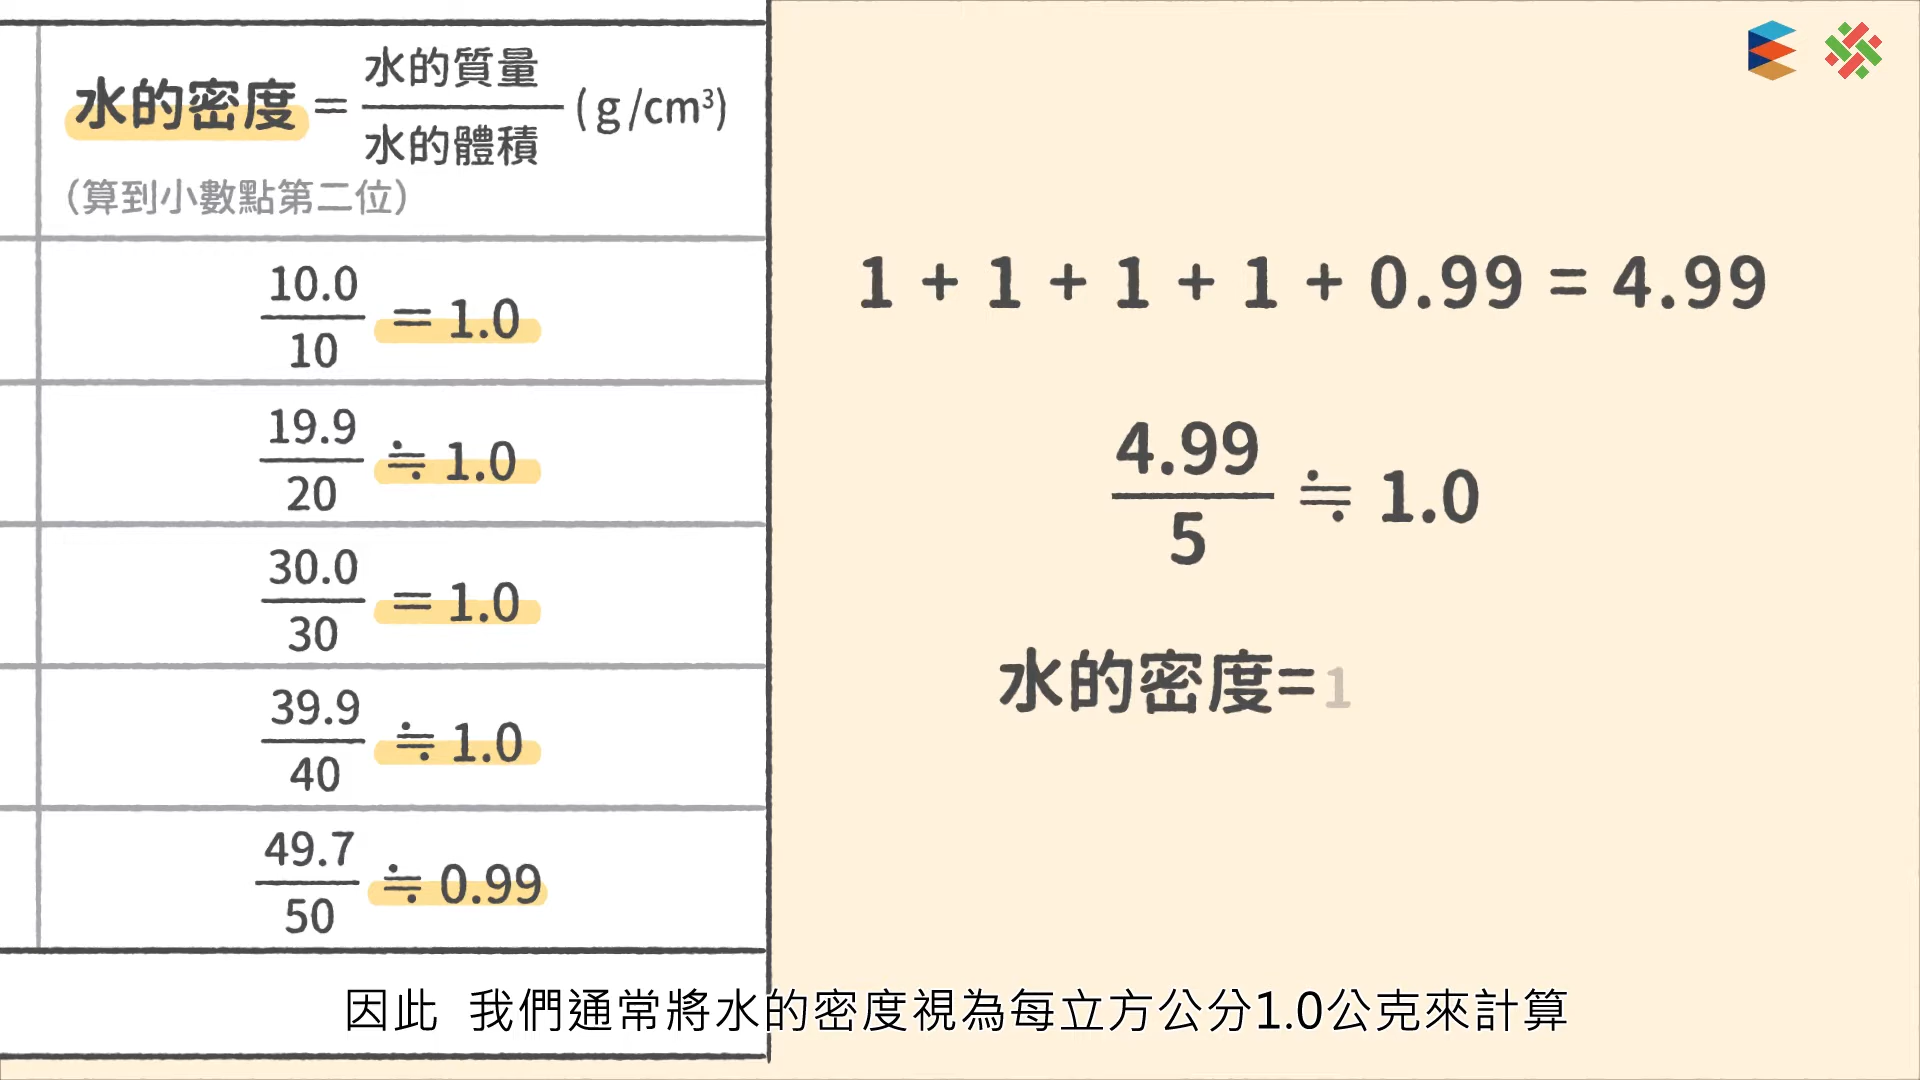 水的密度 = 水的質量 / 水的體積 (g/cm³)
(算到小數點第二位)
10.0 / 10 = 1.0
19.9 / 20 ≒ 1.0
30.0 / 30 = 1.0
39.9 / 40 ≒ 1.0
49.7 / 50 ≒ 0.99
1 + 1 + 1 + 1 + 0.99 = 4.99
4.99 / 5 ≒ 1.0
水的密度=1
因此 我們通常將水的密度視為每立方公分1.0公克來計算